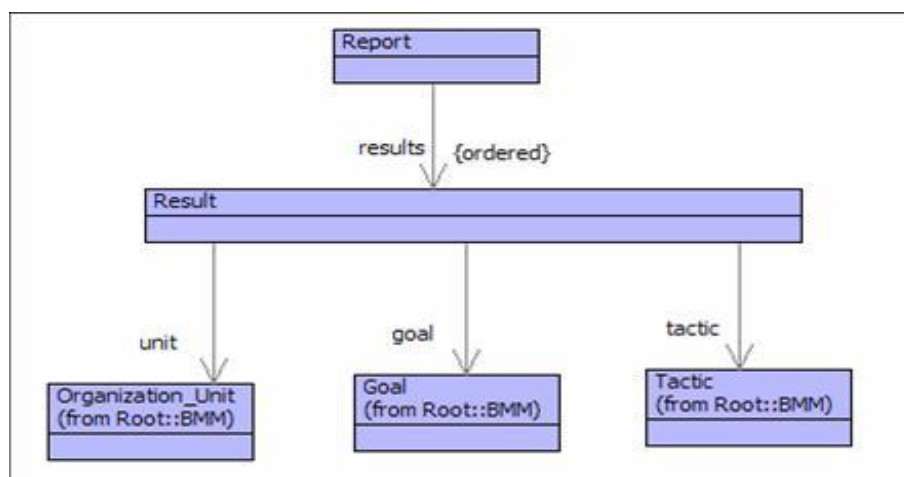 Report
results {ordered}
Result
unit
goal
tactic
Organization_Unit
(from Root::BMM)
Goal
(from Root::BMM)
Tactic
(from Root::BMM)